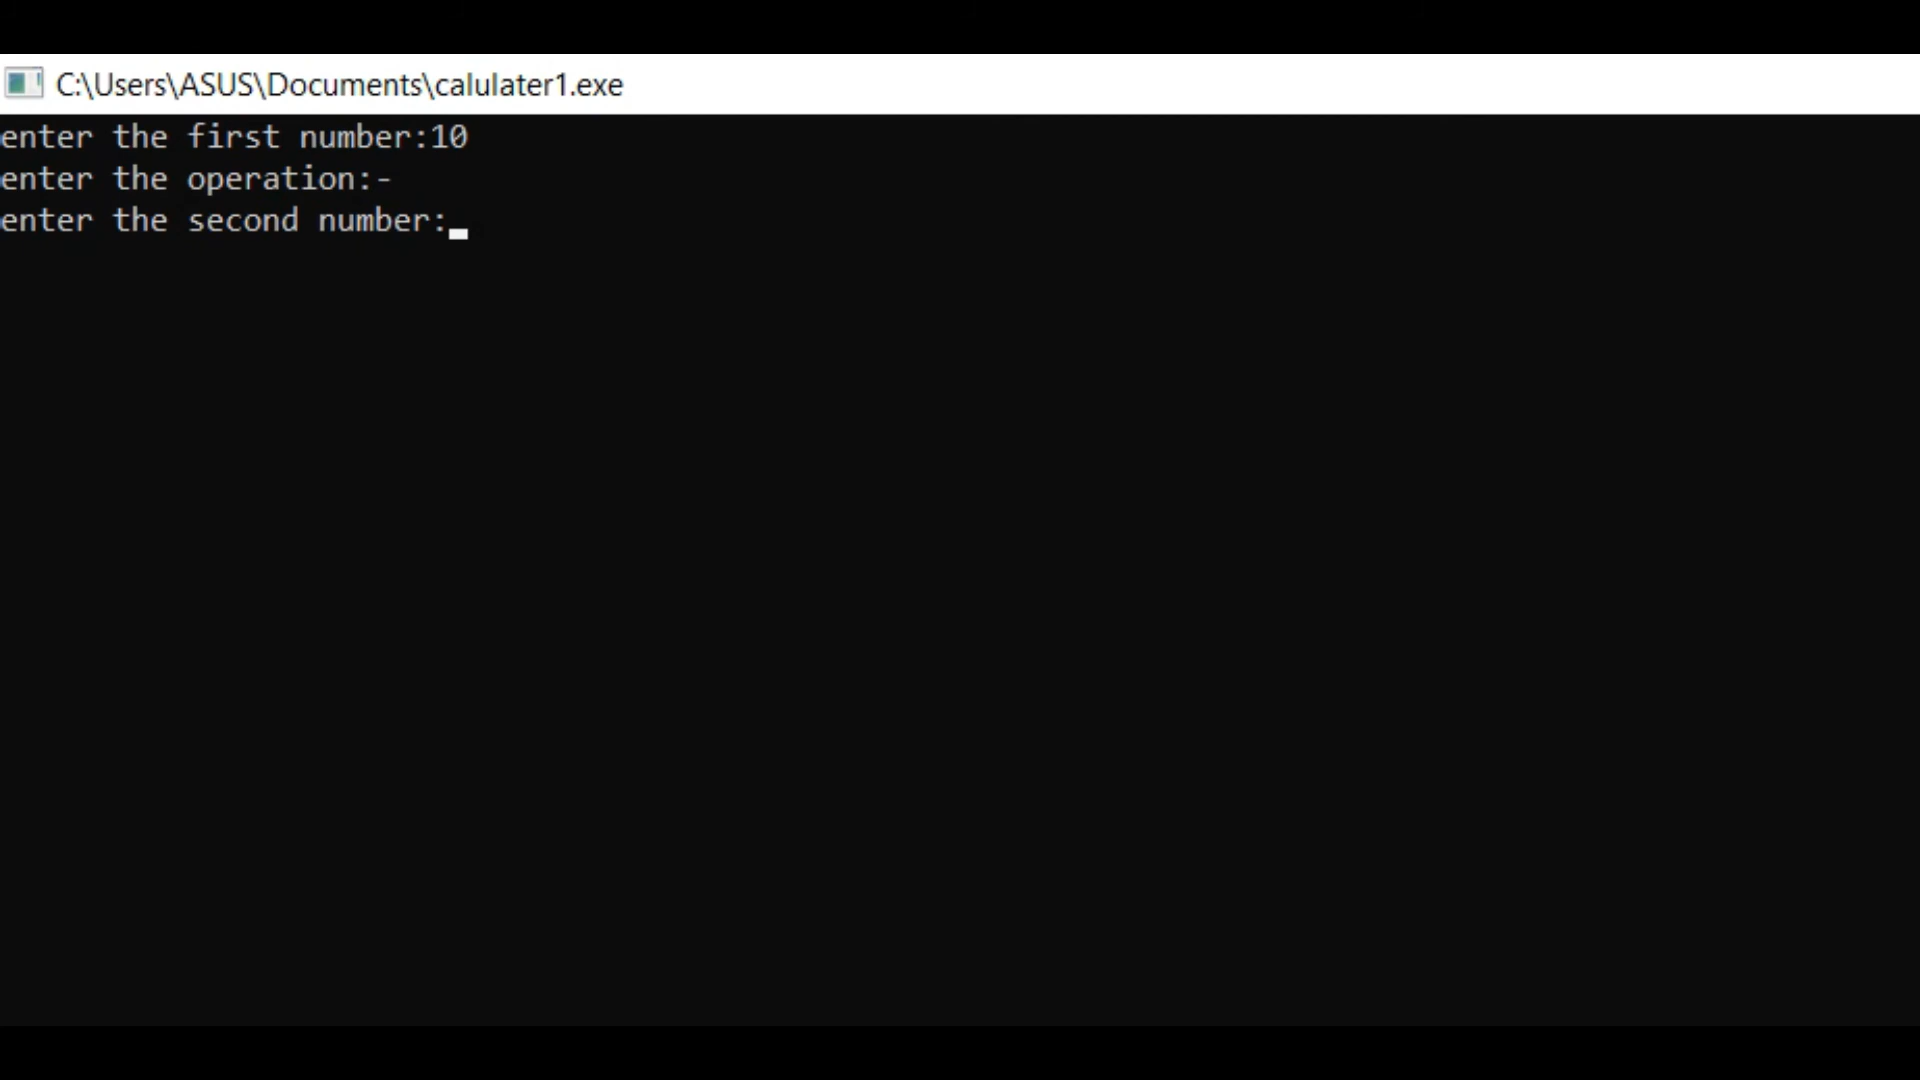 C:\Users\ASUS\Documents\calulater1.exe
enter the first number:10
enter the operation:-
enter the second number: